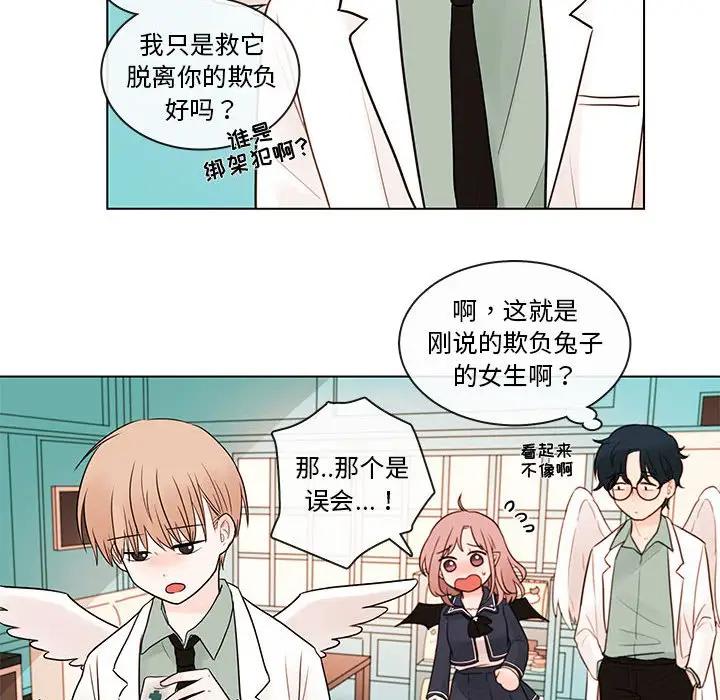 我只是救它
脱离你的欺负
好吗？
谁是
绑架犯啊？
啊，这就是
刚说的欺负兔子
的女生啊？
看起来
不像啊
那..那个是
误会...！